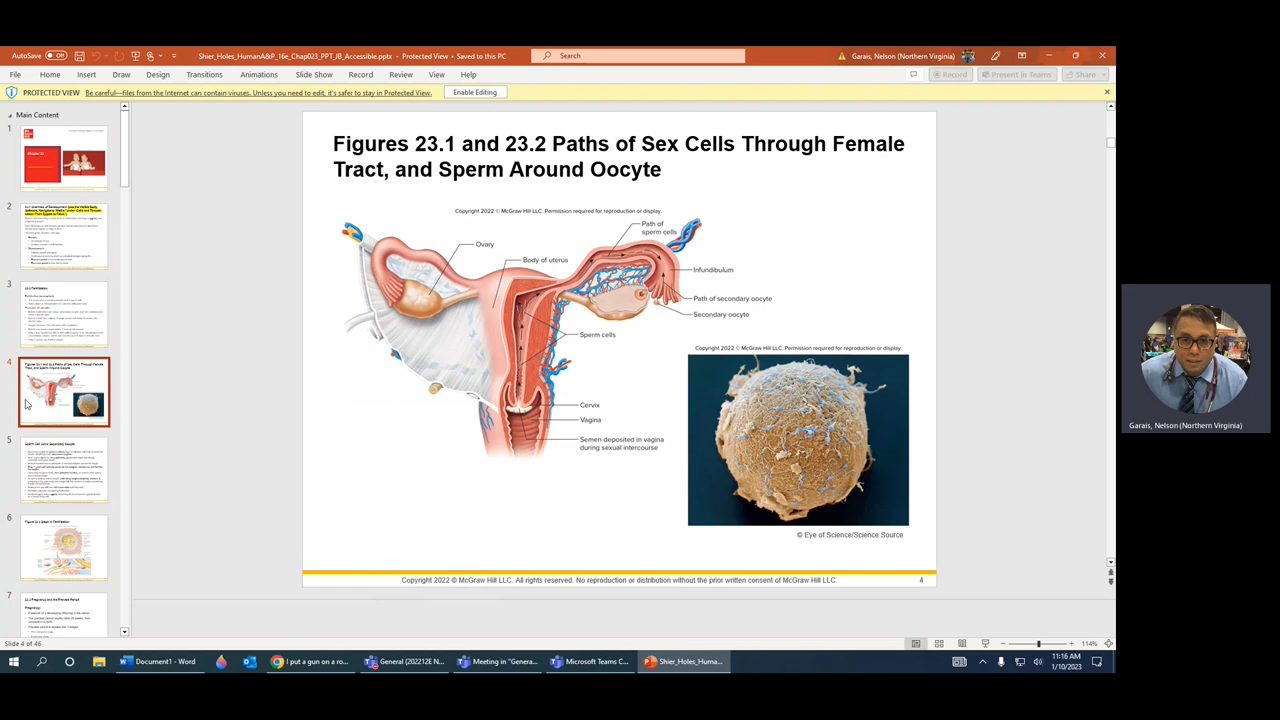 AutoSave Off
Shier_Holes_HumanA&P_16e_Chap023_PPT_IB_Accessible.pptx - Protected View • Saved to this PC
Search
Garais, Nelson (Northern Virginia)
File Home Insert Draw Design Transitions Animations Slide Show Record Review View Help
Record Present in Teams Share
PROTECTED VIEW Be careful—files from the Internet can contain viruses. Unless you need to edit, it's safer to stay in Protected View. Enable Editing
Main Content
1
2
3
4
5
6
7
Figures 23.1 and 23.2 Paths of Sex Cells Through Female
Tract, and Sperm Around Oocyte
Copyright 2022 © McGraw Hill LLC. Permission required for reproduction or display.
Path of
sperm cells
Ovary
Body of uterus
Infundibulum
Path of secondary oocyte
Secondary oocyte
Sperm cells
Copyright 2022 © McGraw Hill LLC. Permission required for reproduction or display.
Cervix
Vagina
Semen deposited in vagina
during sexual intercourse
© Eye of Science/Science Source
Copyright 2022 © McGraw Hill LLC. All rights reserved. No reproduction or distribution without the prior written consent of McGraw Hill LLC.
4
Garais, Nelson (Northern Virginia)
Slide 4 of 46
114%
Document1 - Word
I put a gun on a ro...
General (202212E N...
Meeting in "Genera...
Microsoft Teams C...
Shier_Holes_Huma...
11:16 AM
1/10/2023